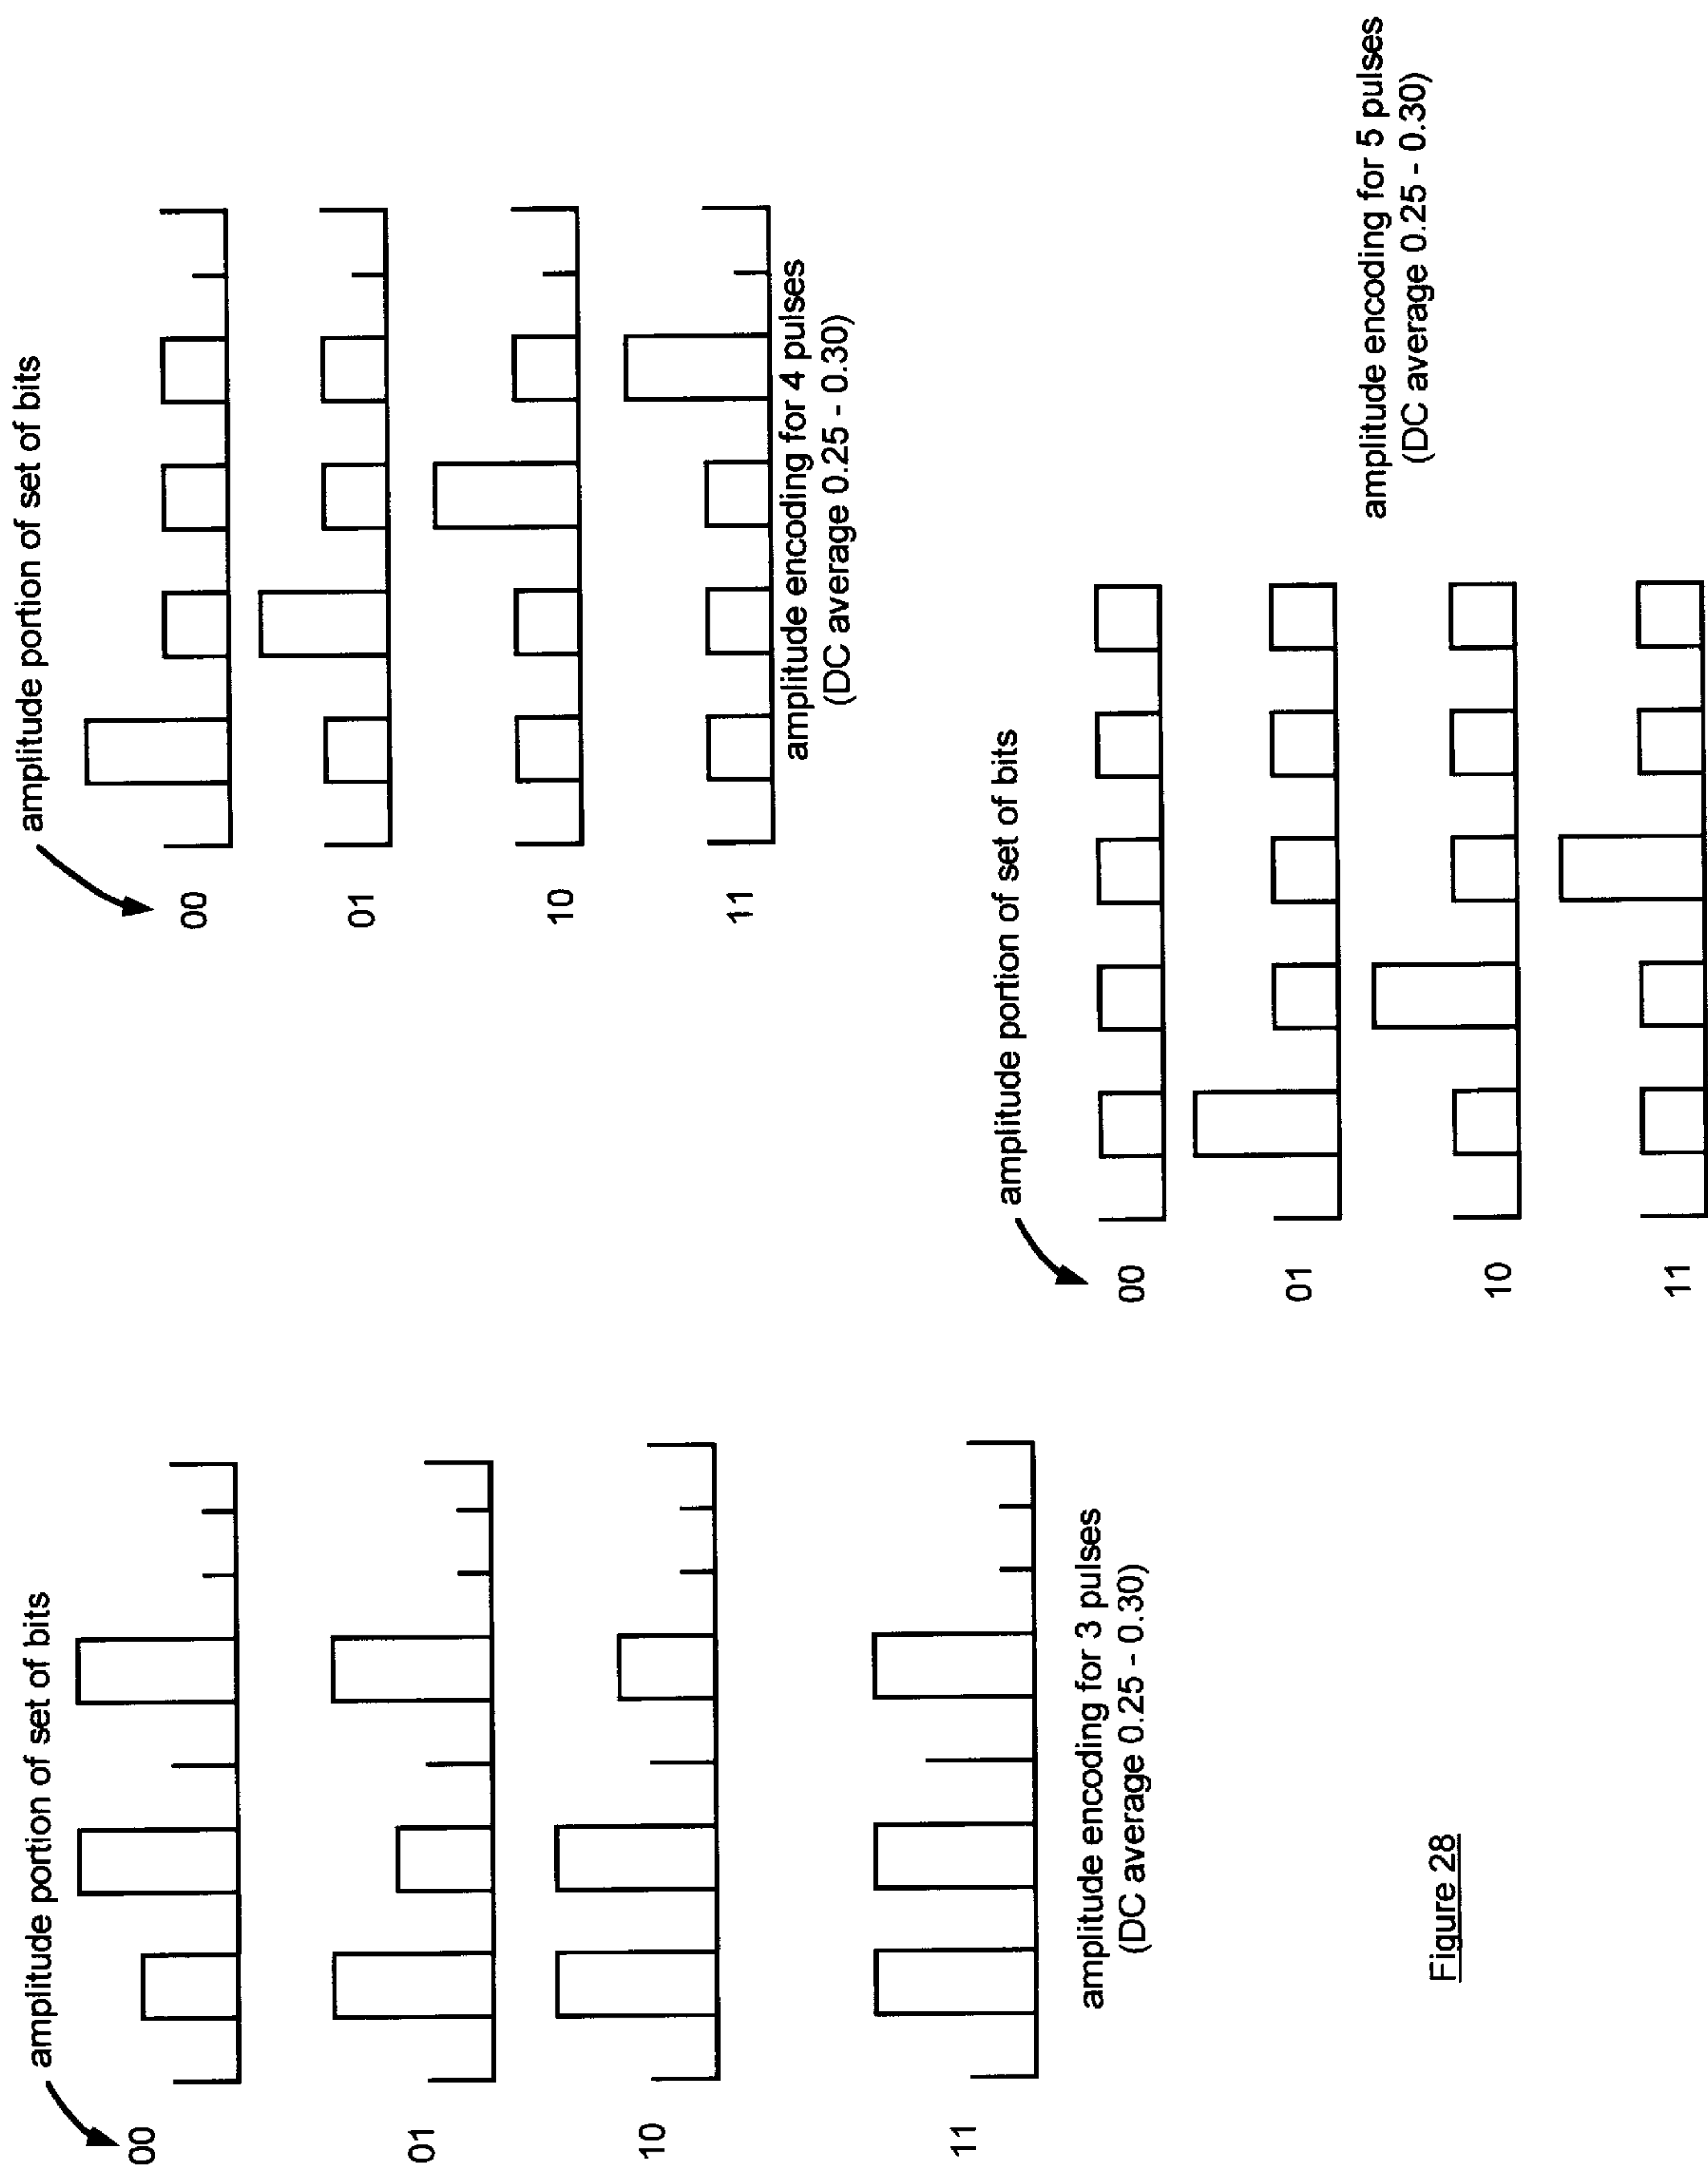 amplitude portion of set of bits
00
01
10
11
amplitude encoding for 3 pulses
(DC average 0.25 - 0.30)
amplitude portion of set of bits
00
01
10
11
amplitude encoding for 4 pulses
(DC average 0.25 - 0.30)
amplitude portion of set of bits
00
01
10
11
amplitude encoding for 5 pulses
(DC average 0.25 - 0.30)
Figure 28